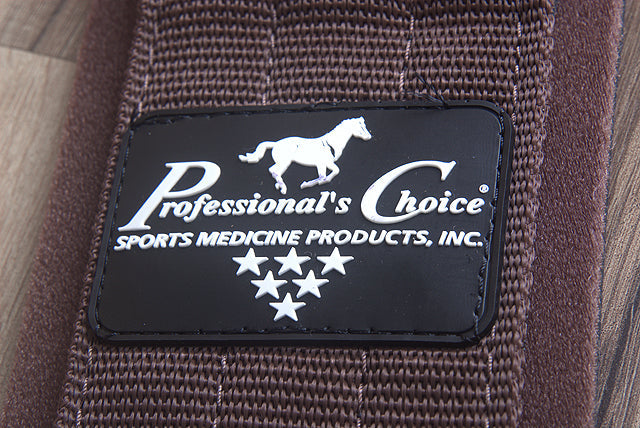 Professional's Choice®
SPORTS MEDICINE PRODUCTS, INC.